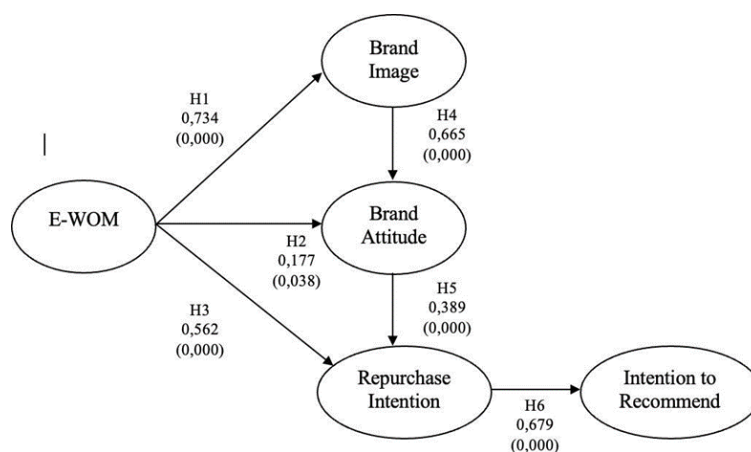 Brand
Image
H1
0,734
(0,000)
H4
0,665
(0,000)
E-WOM
Brand
Attitude
H2
0,177
(0,038)
H5
0,389
(0,000)
H3
0,562
(0,000)
Repurchase
Intention
Intention to
Recommend
H6
0,679
(0,000)